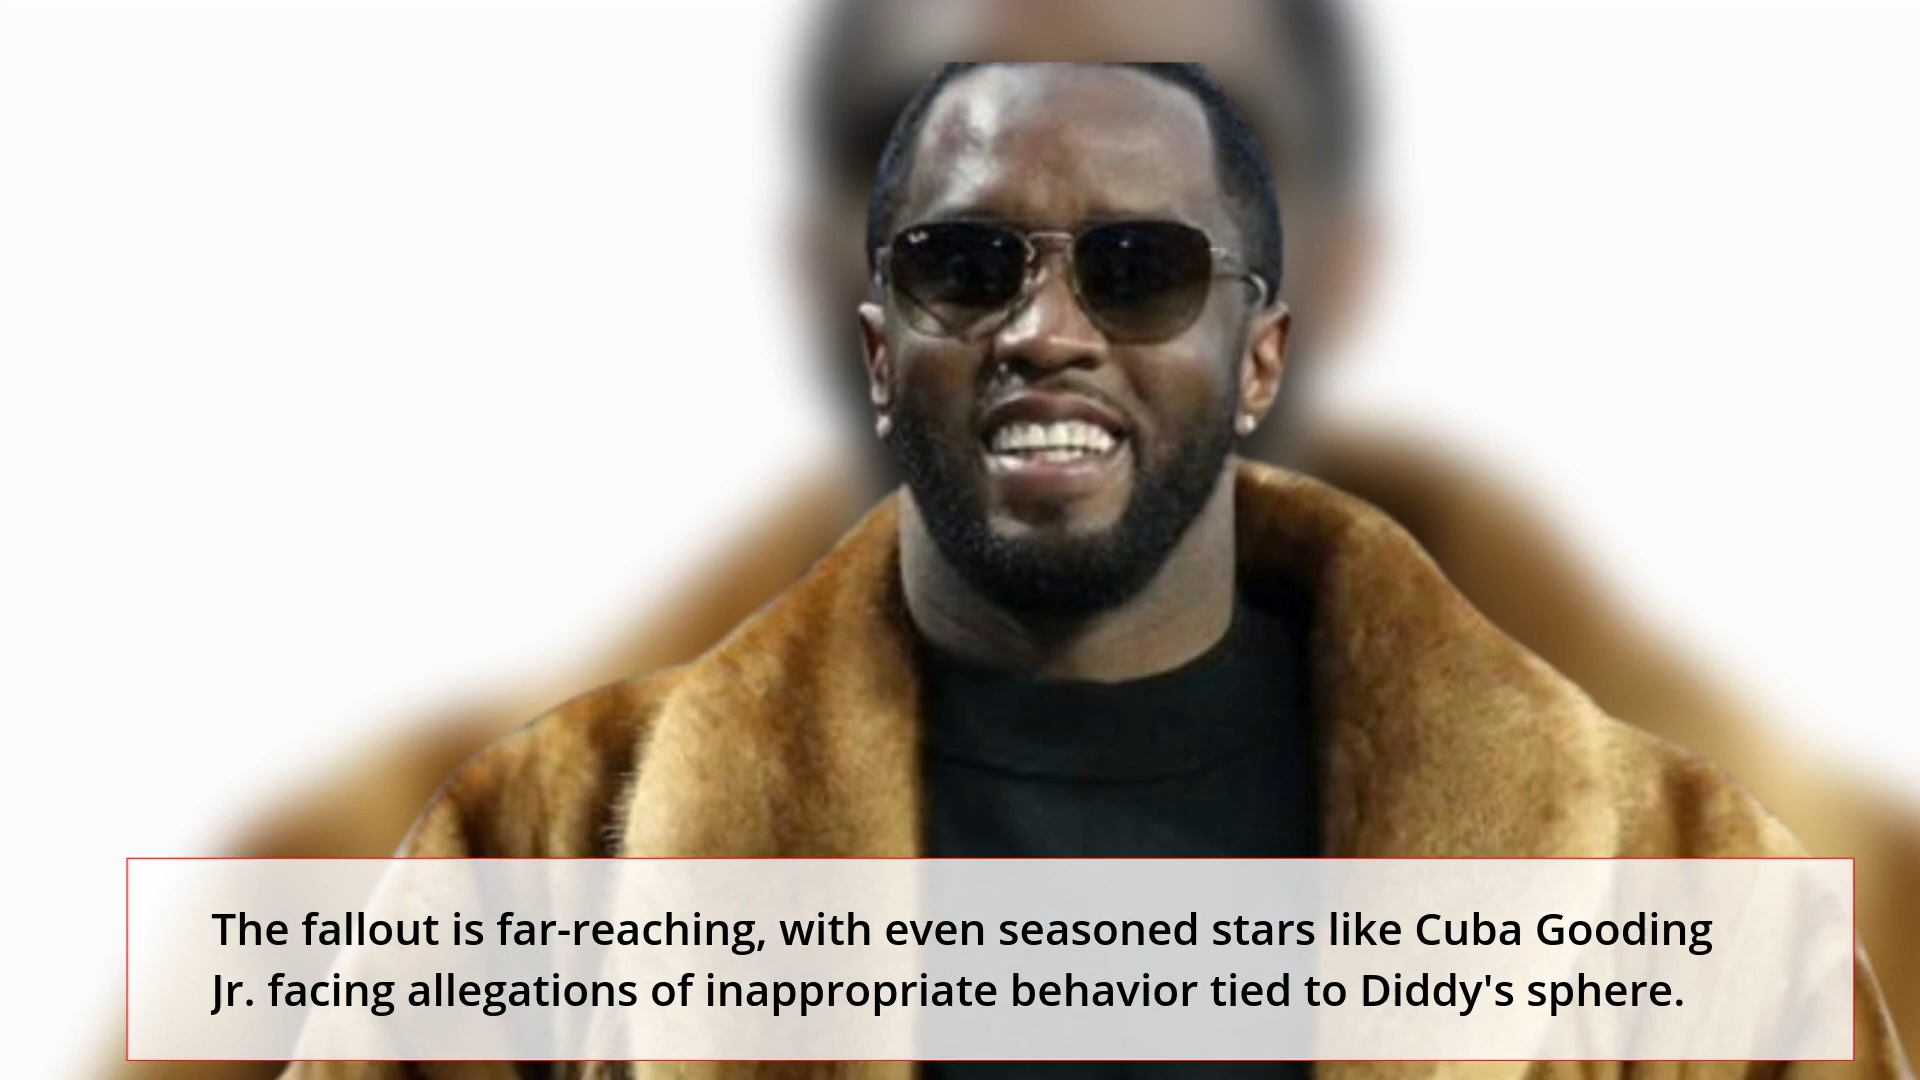 The fallout is far-reaching, with even seasoned stars like Cuba Gooding
Jr. facing allegations of inappropriate behavior tied to Diddy's sphere.